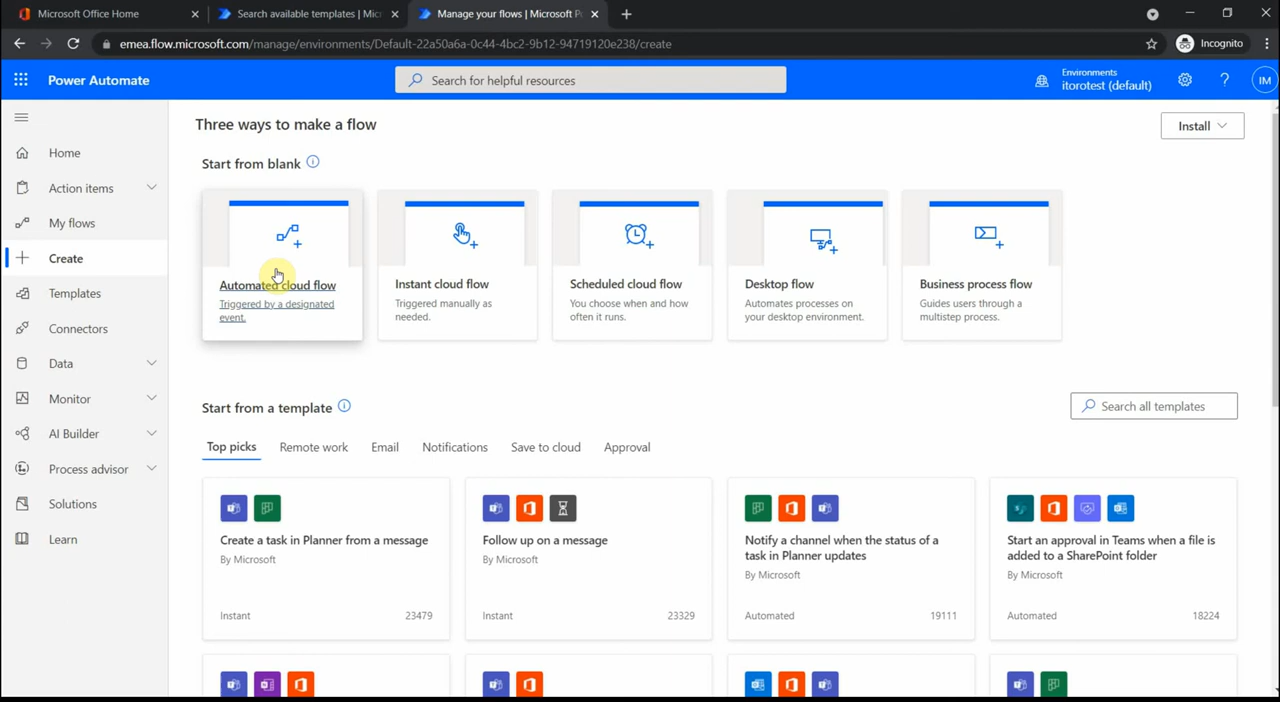 Microsoft Office Home
Search available templates | Micr
Manage your flows | Microsoft Po
emea.flow.microsoft.com/manage/environments/Default-22a50a6a-0c44-4bc2-9b12-94719120e238/create
Incognito
Power Automate
Search for helpful resources
Environments
itorotest (default)
?
IM
Home
Action items
My flows
Create
Templates
Connectors
Data
Monitor
AI Builder
Process advisor
Solutions
Learn
Three ways to make a flow
Install
Start from blank
Automated cloud flow
Triggered by a designated
event.
Instant cloud flow
Triggered manually as
needed.
Scheduled cloud flow
You choose when and how
often it runs.
Desktop flow
Automates processes on
your desktop environment.
Business process flow
Guides users through a
multistep process.
Start from a template
Search all templates
Top picks
Remote work
Email
Notifications
Save to cloud
Approval
Create a task in Planner from a message
By Microsoft
Instant
23479
Follow up on a message
By Microsoft
Instant
23329
Notify a channel when the status of a
task in Planner updates
By Microsoft
Automated
19111
Start an approval in Teams when a file is
added to a SharePoint folder
By Microsoft
Automated
18224